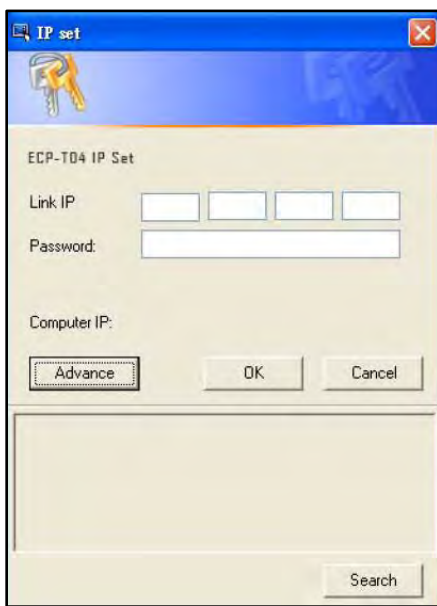 IP set
ECP-T04 IP Set
Link IP
Password:
Computer IP:
Advance OK Cancel
Search